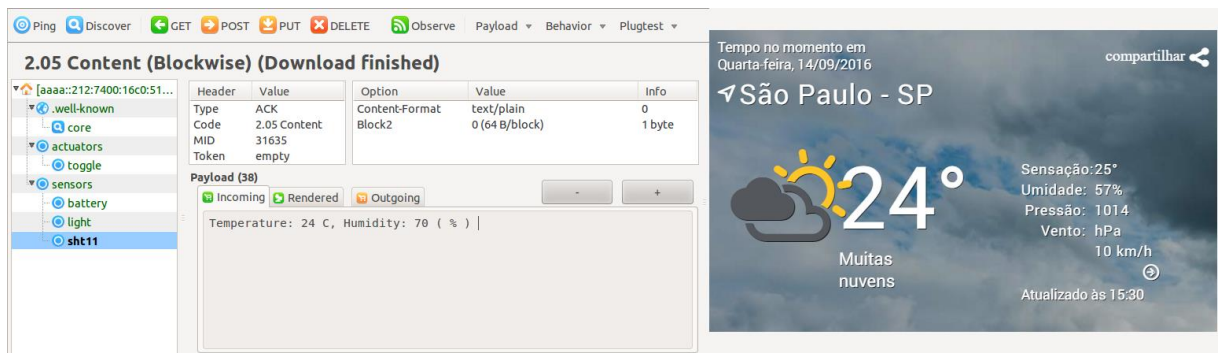 Ping Discover GET POST PUT DELETE Observe Payload Behavior Plugtest
2.05 Content (Blockwise) (Download finished)
[aaaa::212:7400:16c0:51...
.well-known
core
actuators
toggle
sensors
battery
light
sht11
Header Value
Type ACK
Code 2.05 Content
MID 31635
Token empty
Option Value Info
Content-Format text/plain 0
Block2 0 (64 B/block) 1 byte
Payload (38)
Incoming Rendered Outgoing
- +
Temperature: 24 C, Humidity: 70 ( % )
Tempo no momento em
Quarta-feira, 14/09/2016
compartilhar
São Paulo - SP
24°
Muitas
nuvens
Sensação:25°
Umidade: 57%
Pressão: 1014
Vento: hPa
10 km/h
Atualizado às 15:30